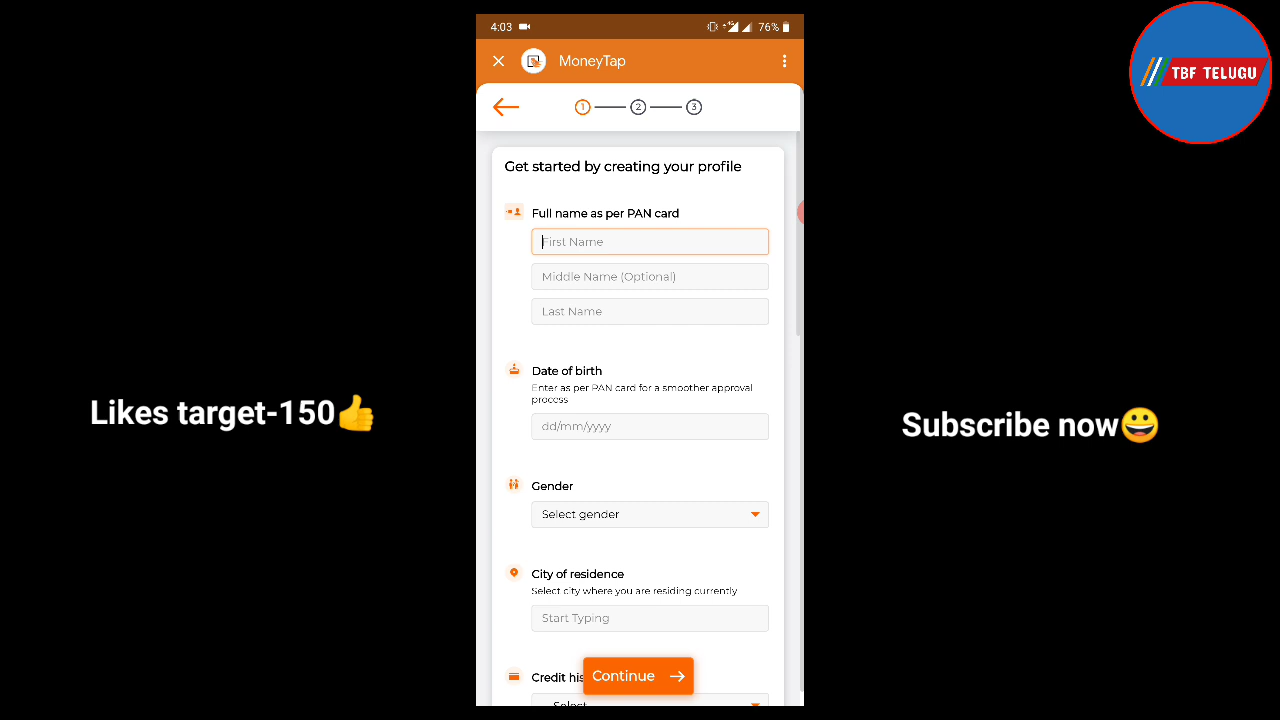 4:03
4G 76%
TBF TELUGU
MoneyTap
1 2 3
Get started by creating your profile
Full name as per PAN card
First Name
Middle Name (Optional)
Last Name
Date of birth
Enter as per PAN card for a smoother approval
process
dd/mm/yyyy
Likes target-150👍
Subscribe now😀
Gender
Select gender
City of residence
Select city where you are residing currently
Start Typing
Credit his
Continue →
Select